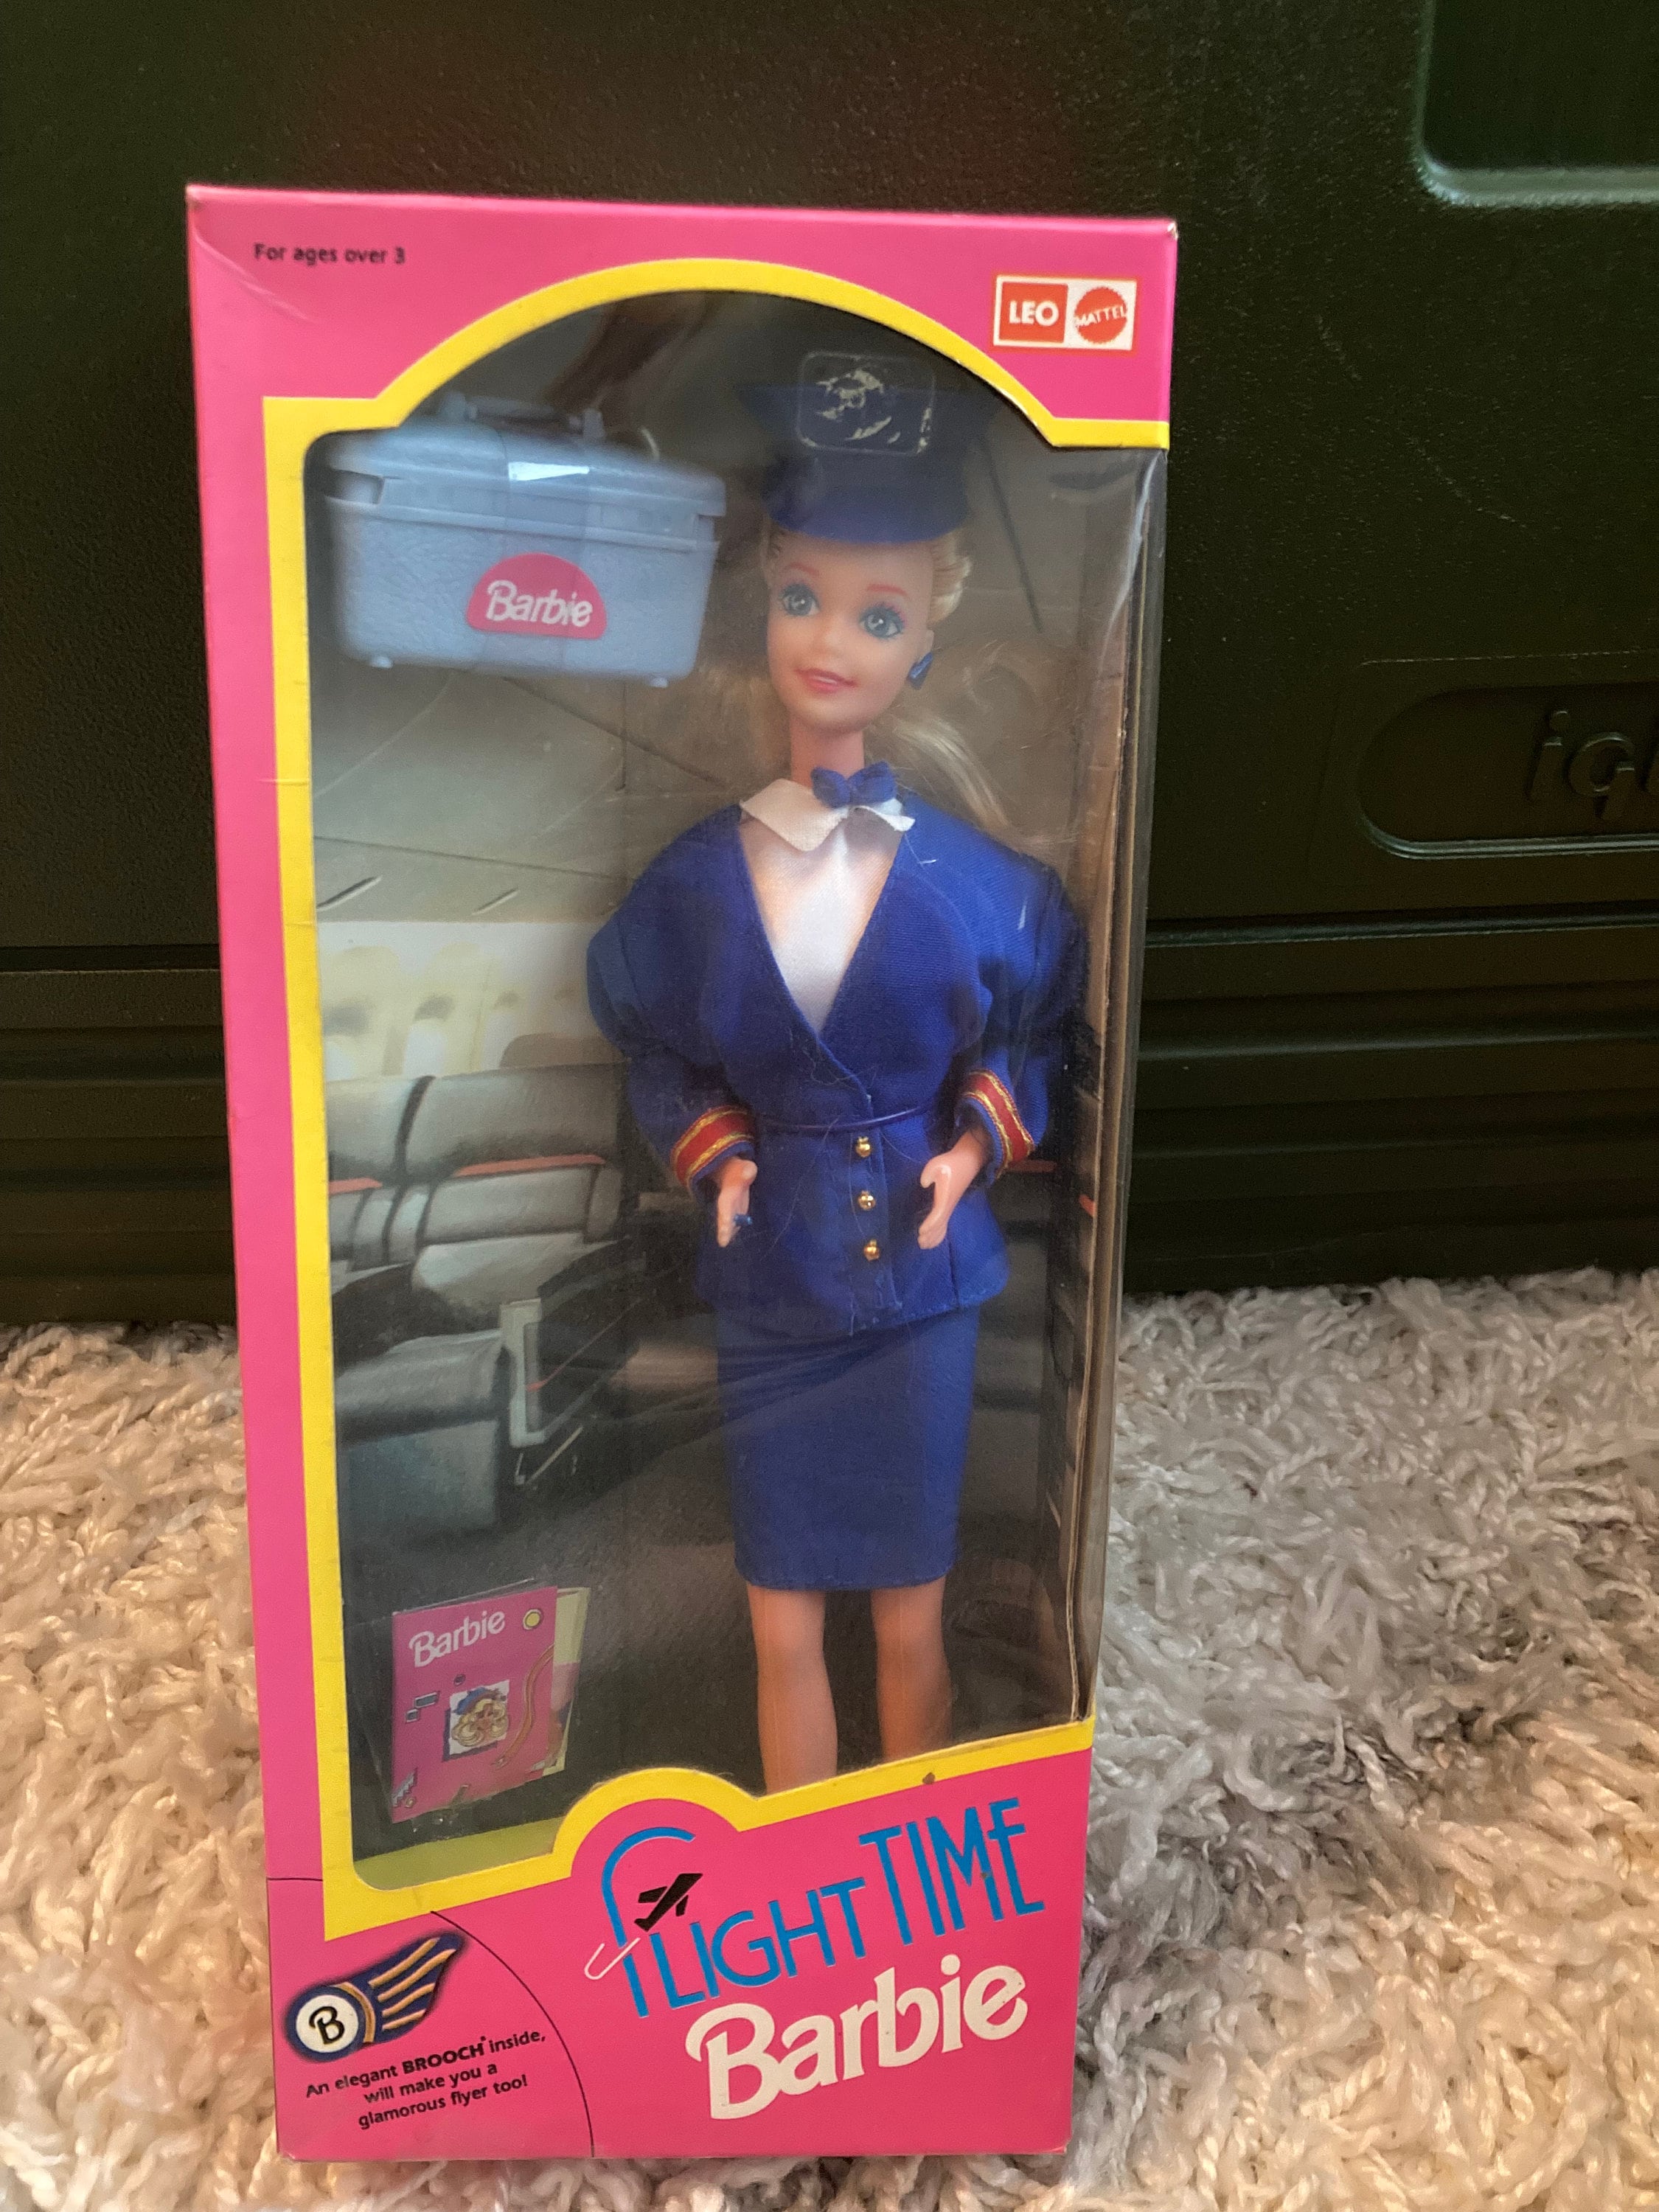 For ages over 3
LEO
MATTEL
Barbie
Barbie
FLIGHT TIME
Barbie
B
An elegant BROOCH* inside,
will make you a
glamorous flyer too!